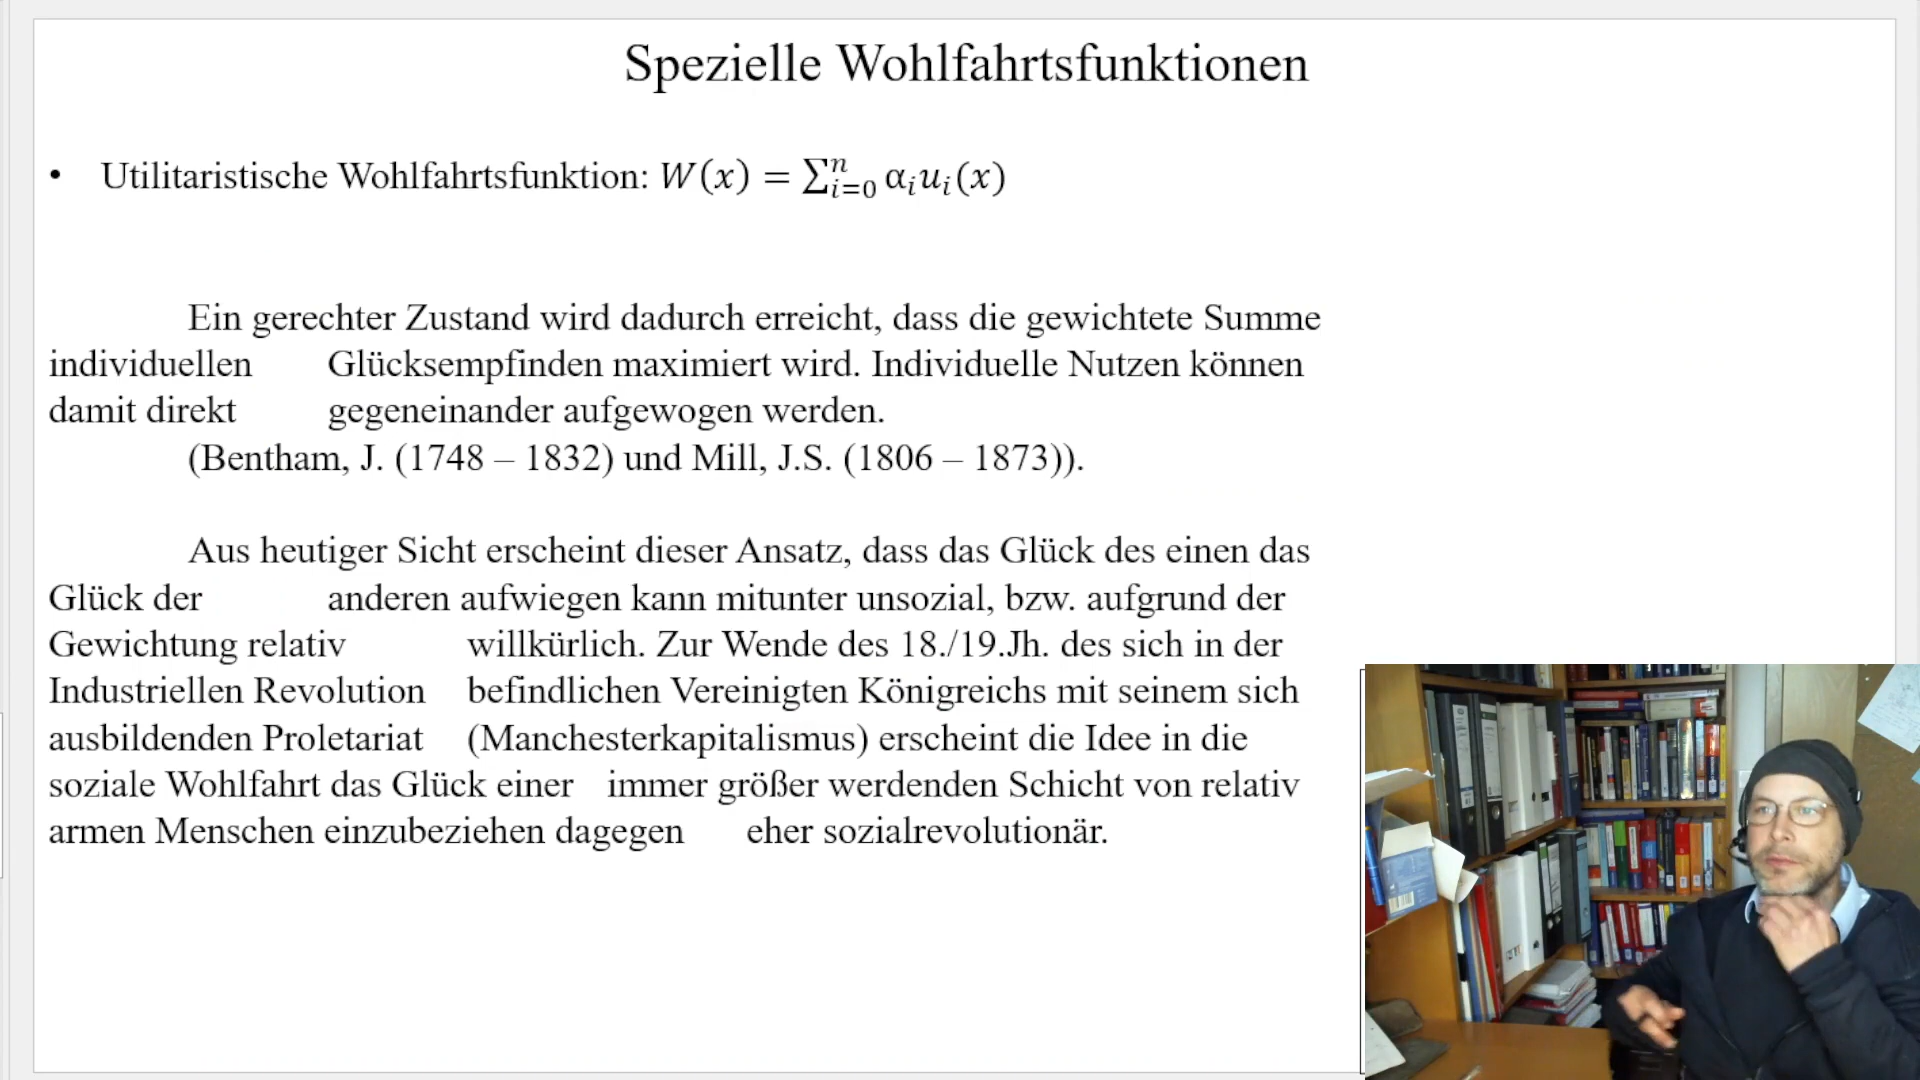 Spezielle Wohlfahrtsfunktionen
• Utilitaristische Wohlfahrtsfunktion: W(x) = ∑ⁿᵢ₌₀ αᵢuᵢ(x)
Ein gerechter Zustand wird dadurch erreicht, dass die gewichtete Summe
individuellen Glücksempfinden maximiert wird. Individuelle Nutzen können
damit direkt gegeneinander aufgewogen werden.
(Bentham, J. (1748 – 1832) und Mill, J.S. (1806 – 1873)).
Aus heutiger Sicht erscheint dieser Ansatz, dass das Glück des einen das
Glück der anderen aufwiegen kann mitunter unsozial, bzw. aufgrund der
Gewichtung relativ willkürlich. Zur Wende des 18./19.Jh. des sich in der
Industriellen Revolution befindlichen Vereinigten Königreichs mit seinem sich
ausbildenden Proletariat (Manchesterkapitalismus) erscheint die Idee in die
soziale Wohlfahrt das Glück einer immer größer werdenden Schicht von relativ
armen Menschen einzubeziehen dagegen eher sozialrevolutionär.